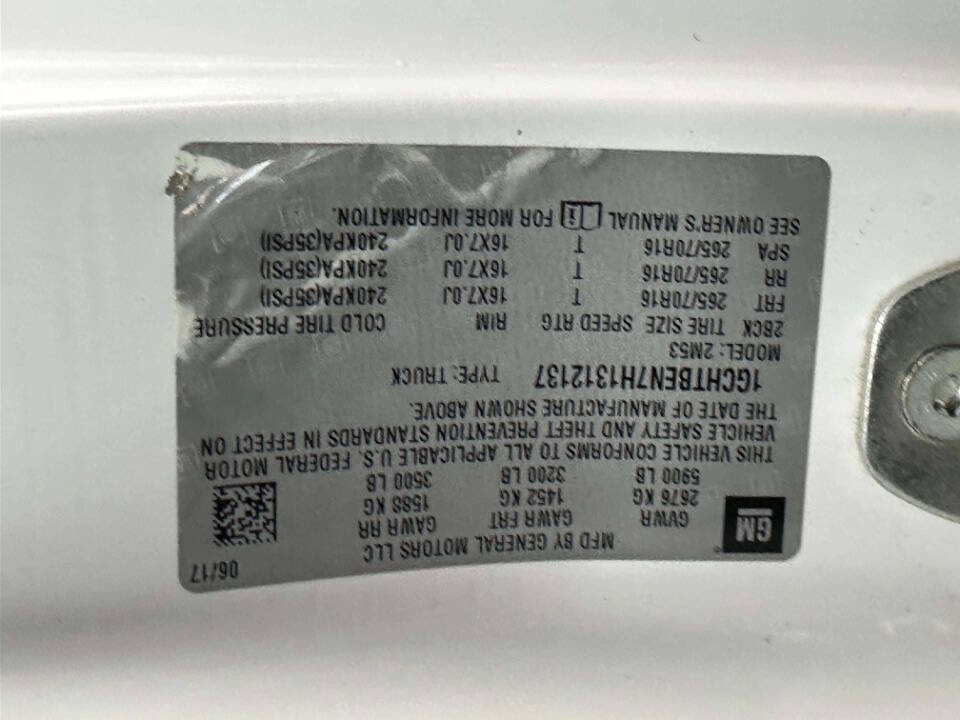 06/17
MFD BY GENERAL MOTORS LLC
GM
GVWR GAWR FRT GAWR RR
2676 KG 1452 KG 1588 KG
5900 LB 3200 LB 3500 LB
THIS VEHICLE CONFORMS TO ALL APPLICABLE U.S. FEDERAL MOTOR
VEHICLE SAFETY AND THEFT PREVENTION STANDARDS IN EFFECT ON
THE DATE OF MANUFACTURE SHOWN ABOVE.
1GCHTBEN7H1312137 TYPE: TRUCK
MODEL: 2M53
2BCK TIRE SIZE SPEED RTG RIM COLD TIRE PRESSURE
FRT 265/70R16 T 16X7.0J 240KPA(35PSI)
RR 265/70R16 T 16X7.0J 240KPA(35PSI)
SPA 265/70R16 T 16X7.0J 240KPA(35PSI)
SEE OWNER'S MANUAL i FOR MORE INFORMATION.